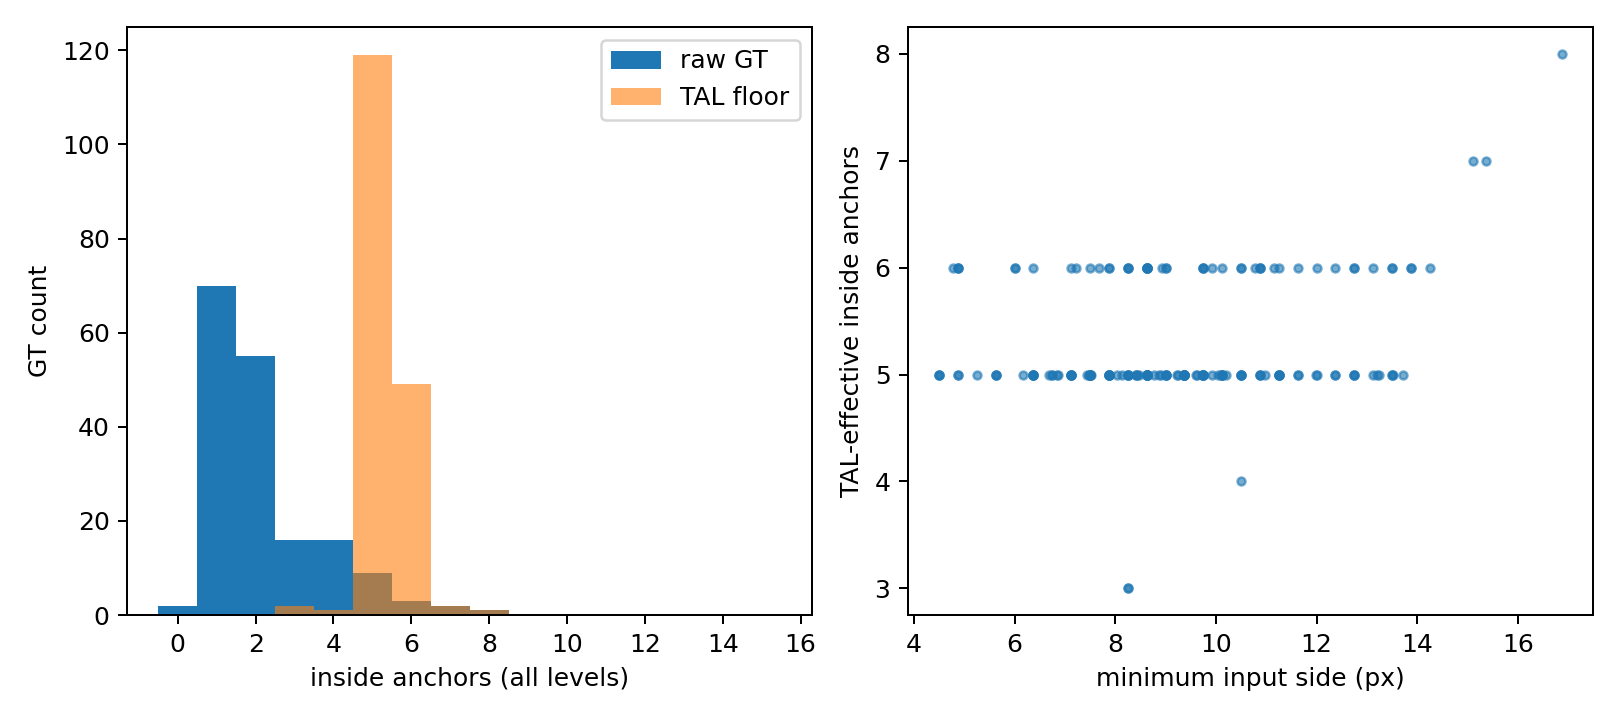 120
100
80
60
40
20
0
GT count
raw GT
TAL floor
0 2 4 6 8 10 12 14 16
inside anchors (all levels)
8
7
6
5
4
3
TAL-effective inside anchors
4 6 8 10 12 14 16
minimum input side (px)